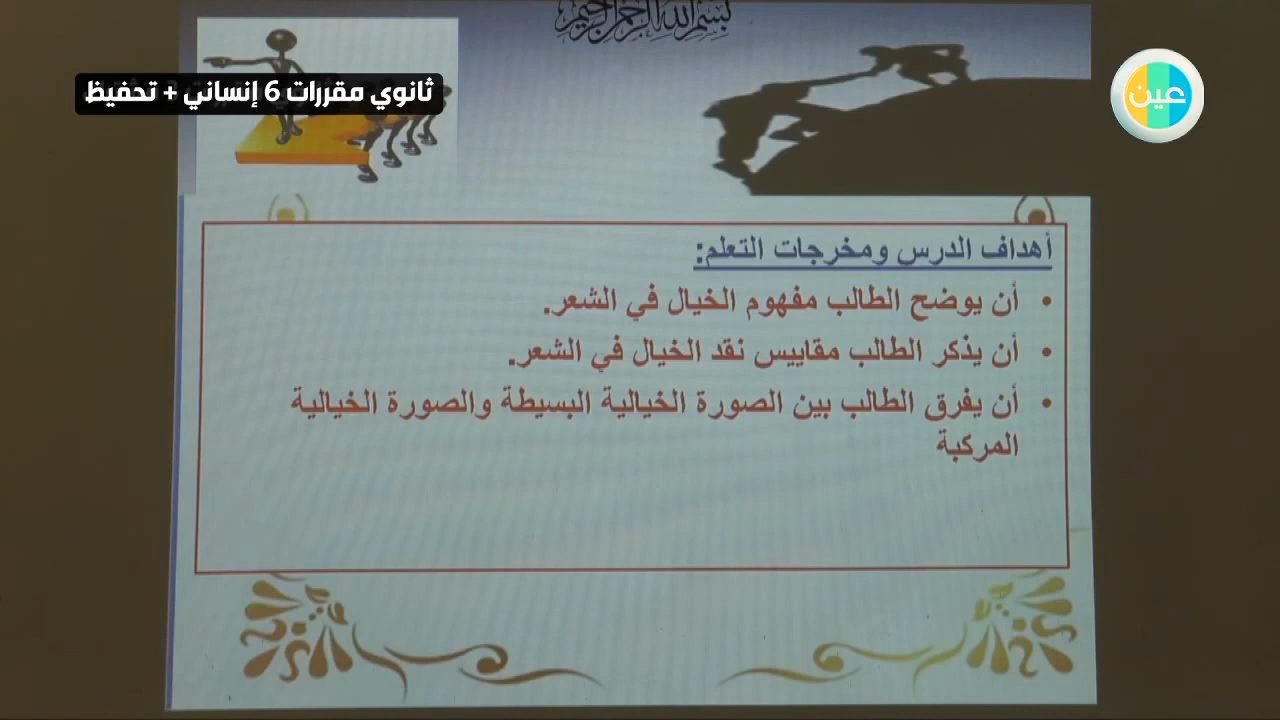 بسم الله الرحمن الرحيم
ثانوي مقررات 6 إنساني + تحفيظ
عين
أهداف الدرس ومخرجات التعلم:
• أن يوضح الطالب مفهوم الخيال في الشعر.
• أن يذكر الطالب مقاييس نقد الخيال في الشعر.
• أن يفرق الطالب بين الصورة الخيالية البسيطة والصورة الخيالية
المركبة